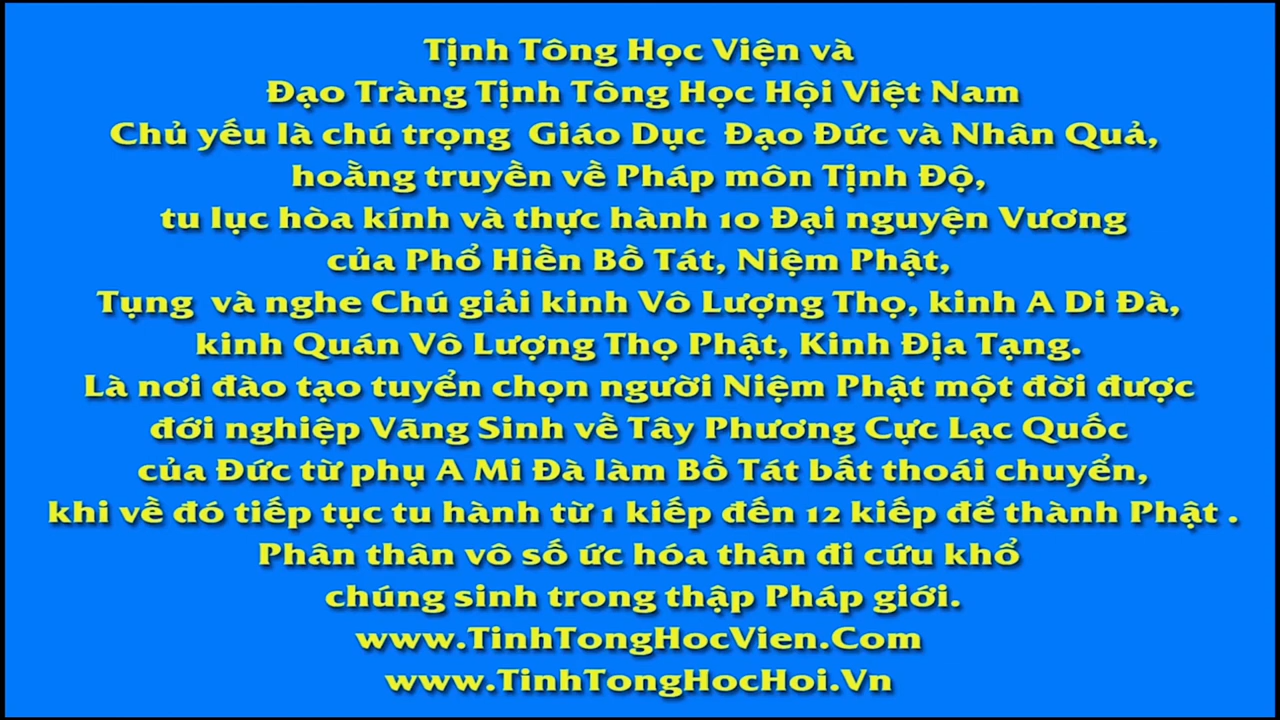 Tịnh Tông Học Viện và
Đạo Tràng Tịnh Tông Học Hội Việt Nam
Chủ yếu là chú trọng Giáo Dục Đạo Đức và Nhân Quả,
hoằng truyền về Pháp môn Tịnh Độ,
tu lục hòa kính và thực hành 10 Đại nguyện Vương
của Phổ Hiền Bồ Tát, Niệm Phật,
Tụng và nghe Chú giải kinh Vô Lượng Thọ, kinh A Di Đà,
kinh Quán Vô Lượng Thọ Phật, Kinh Địa Tạng.
Là nơi đào tạo tuyển chọn người Niệm Phật một đời được
đới nghiệp Vãng Sinh về Tây Phương Cực Lạc Quốc
của Đức từ phụ A Mi Đà làm Bồ Tát bất thoái chuyển,
khi về đó tiếp tục tu hành từ 1 kiếp đến 12 kiếp để thành Phật .
Phân thân vô số ức hóa thân đi cứu khổ
chúng sinh trong thập Pháp giới.
www.TinhTongHocVien.Com
www.TinhTongHocHoi.Vn